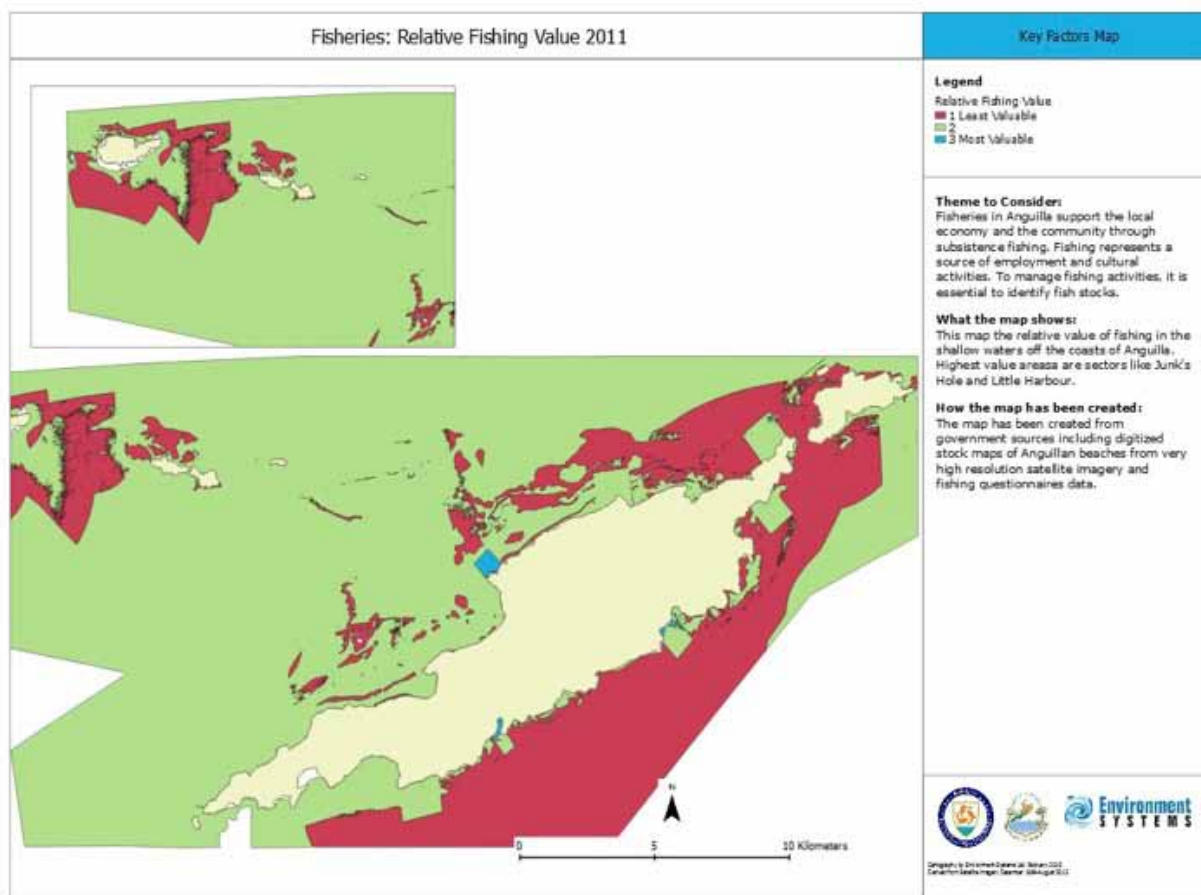 Fisheries: Relative Fishing Value 2011
Key Factors Map
Legend
Relative Fishing Value
1 Least Valuable
2
3 Most Valuable
Theme to Consider:
Fisheries in Anguilla support the local
economy and the community through
subsistence fishing. Fishing represents a
source of employment and cultural
activities. To manage fishing activities, it is
essential to identify fish stocks.
What the map shows:
This map the relative value of fishing in the
shallow waters off the coasts of Anguilla.
Highest value areasa are sectors like Junk's
Hole and Little Harbour.
How the map has been created:
The map has been created from
government sources including digitized
stock maps of Anguillan beaches from very
high resolution satellite imagery and
fishing questionnaires data.
N
0 5 10 Kilometers
Environment
SYSTEMS